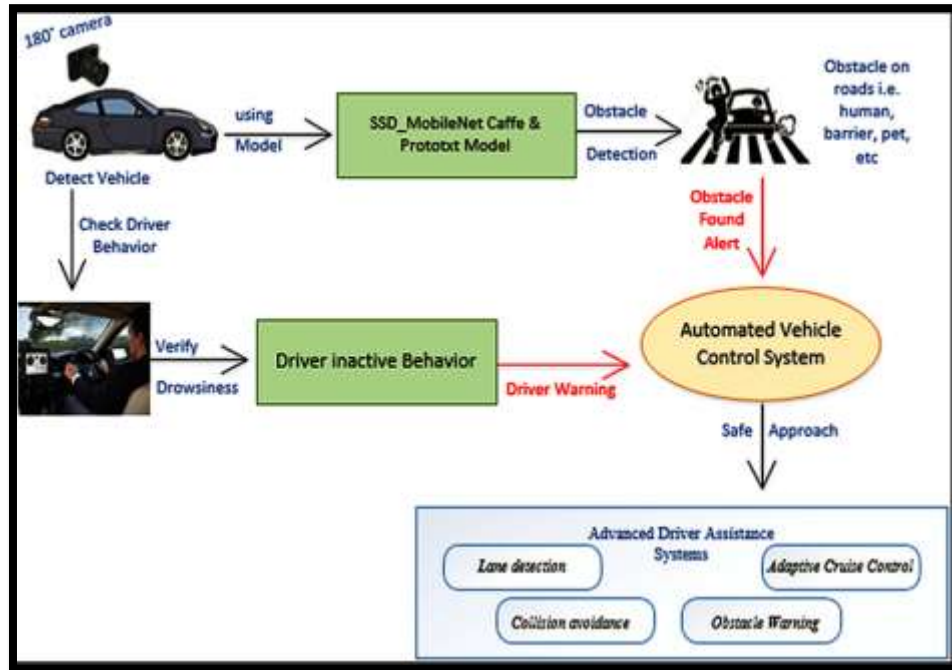 180° camera
using
Model
SSD_MobileNet Caffe &
Prototxt Model
Obstacle
Detection
Obstacle on
roads i.e.
human,
barrier, pet,
etc
Detect Vehicle
Check Driver
Behavior
Obstacle
Found
Alert
Verify
Drowsiness
Driver inactive Behavior
Driver Warning
Automated Vehicle
Control System
Safe Approach
Advanced Driver Assistance
Systems
Lane detection
Adaptive Cruise Control
Collision avoidance
Obstacle Warning